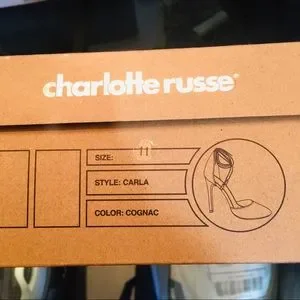 charlotte russe
SIZE: 11
STYLE: CARLA
COLOR: COGNAC